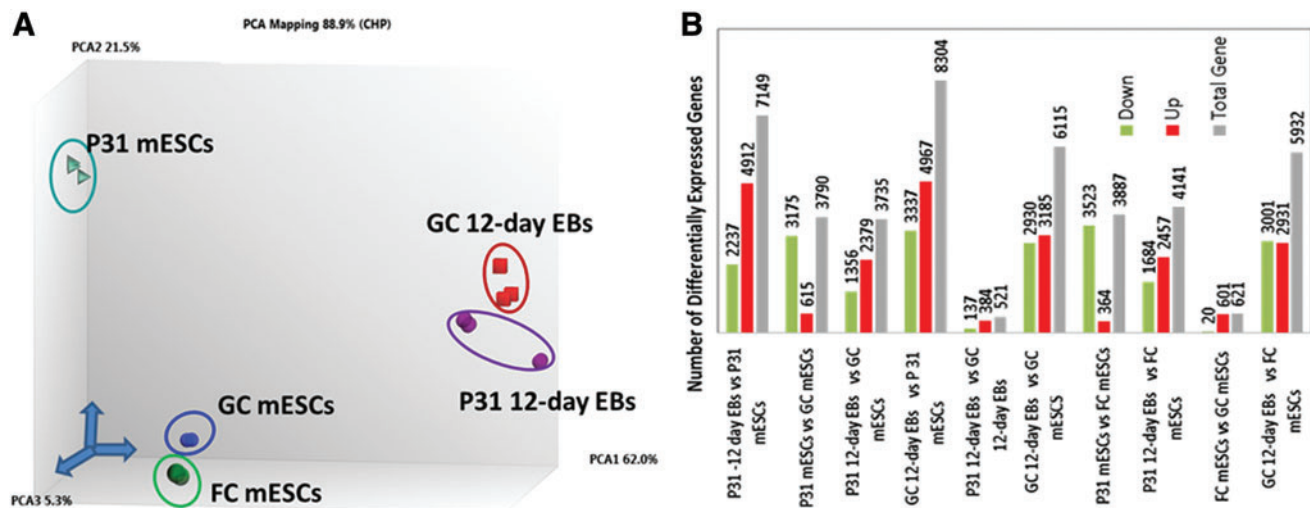 A
PCA Mapping 88.9% (CHP)
PCA2 21.5%
P31 mESCs
GC 12-day EBs
P31 12-day EBs
GC mESCs
FC mESCs
PCA1 62.0%
PCA3 5.3%
B
Number of Differentially Expressed Genes
2237
4912
7149
3175
615
3790
1356
2379
3735
3337
4967
8304
137
384
521
2930
3185
6115
3523
364
3887
1684
2457
4141
20
601
621
3001
2931
5932
Down
Up
Total Gene
P31 -12-day EBs vs P31
mESCs
P31 mESCs vs GC mESCs
P31 12-day EBs vs GC
mESCs
GC 12-day EBs vs P 31
mESCs
P31 12-day EBs vs GC
12-day EBs
GC 12-day EBs vs GC
mESCS
P31 mESCs vs FC mESCs
P31 12-day EBs vs FC
mESCs
FC mESCs vs GC mESCs
GC 12-day EBs vs FC
mESCs